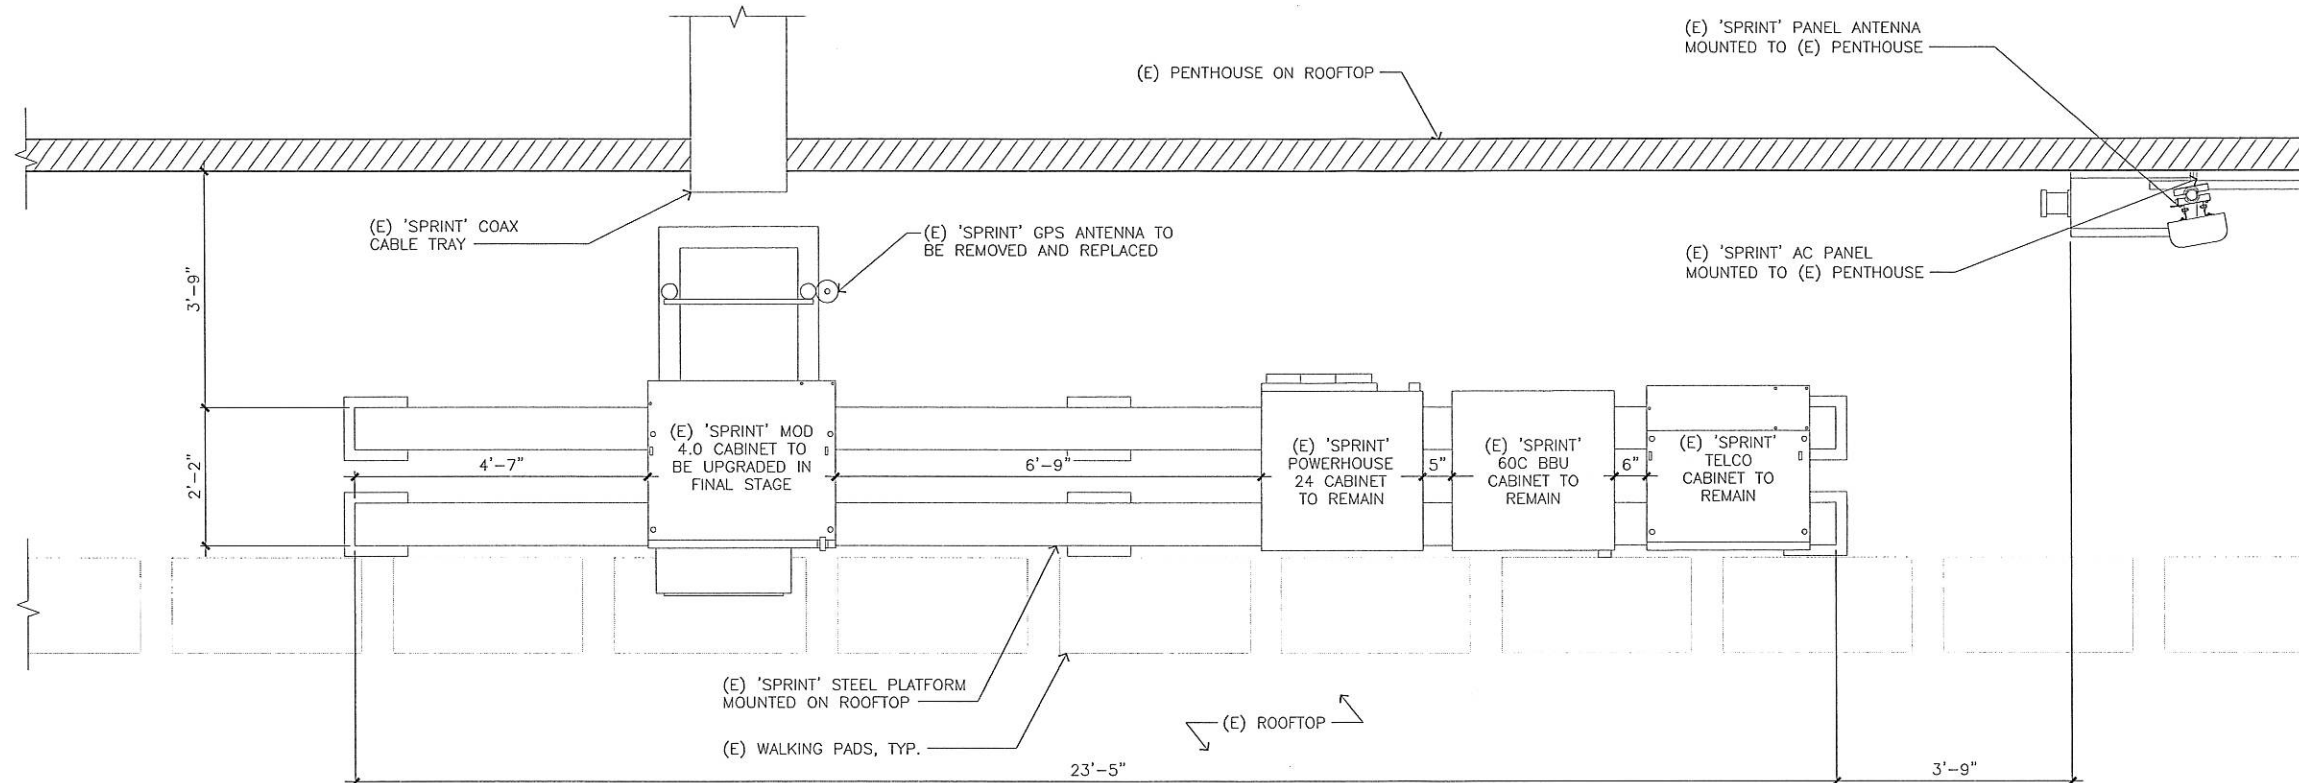 (E) 'SPRINT' PANEL ANTENNA
MOUNTED TO (E) PENTHOUSE
(E) PENTHOUSE ON ROOFTOP
(E) 'SPRINT' COAX
CABLE TRAY
(E) 'SPRINT' GPS ANTENNA TO
BE REMOVED AND REPLACED
(E) 'SPRINT' AC PANEL
MOUNTED TO (E) PENTHOUSE
3'-9"
2'-2"
4'-7"
(E) 'SPRINT' MOD
4.0 CABINET TO
BE UPGRADED IN
FINAL STAGE
6'-9"
(E) 'SPRINT'
POWERHOUSE
24 CABINET
TO REMAIN
5"
(E) 'SPRINT'
60C BBU
CABINET TO
REMAIN
6"
(E) 'SPRINT'
TELCO
CABINET TO
REMAIN
(E) 'SPRINT' STEEL PLATFORM
MOUNTED ON ROOFTOP
(E) ROOFTOP
(E) WALKING PADS, TYP.
23'-5"
3'-9"